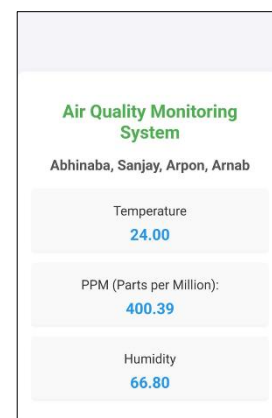 Air Quality Monitoring
System
Abhinaba, Sanjay, Arpon, Arnab
Temperature
24.00
PPM (Parts per Million):
400.39
Humidity
66.80